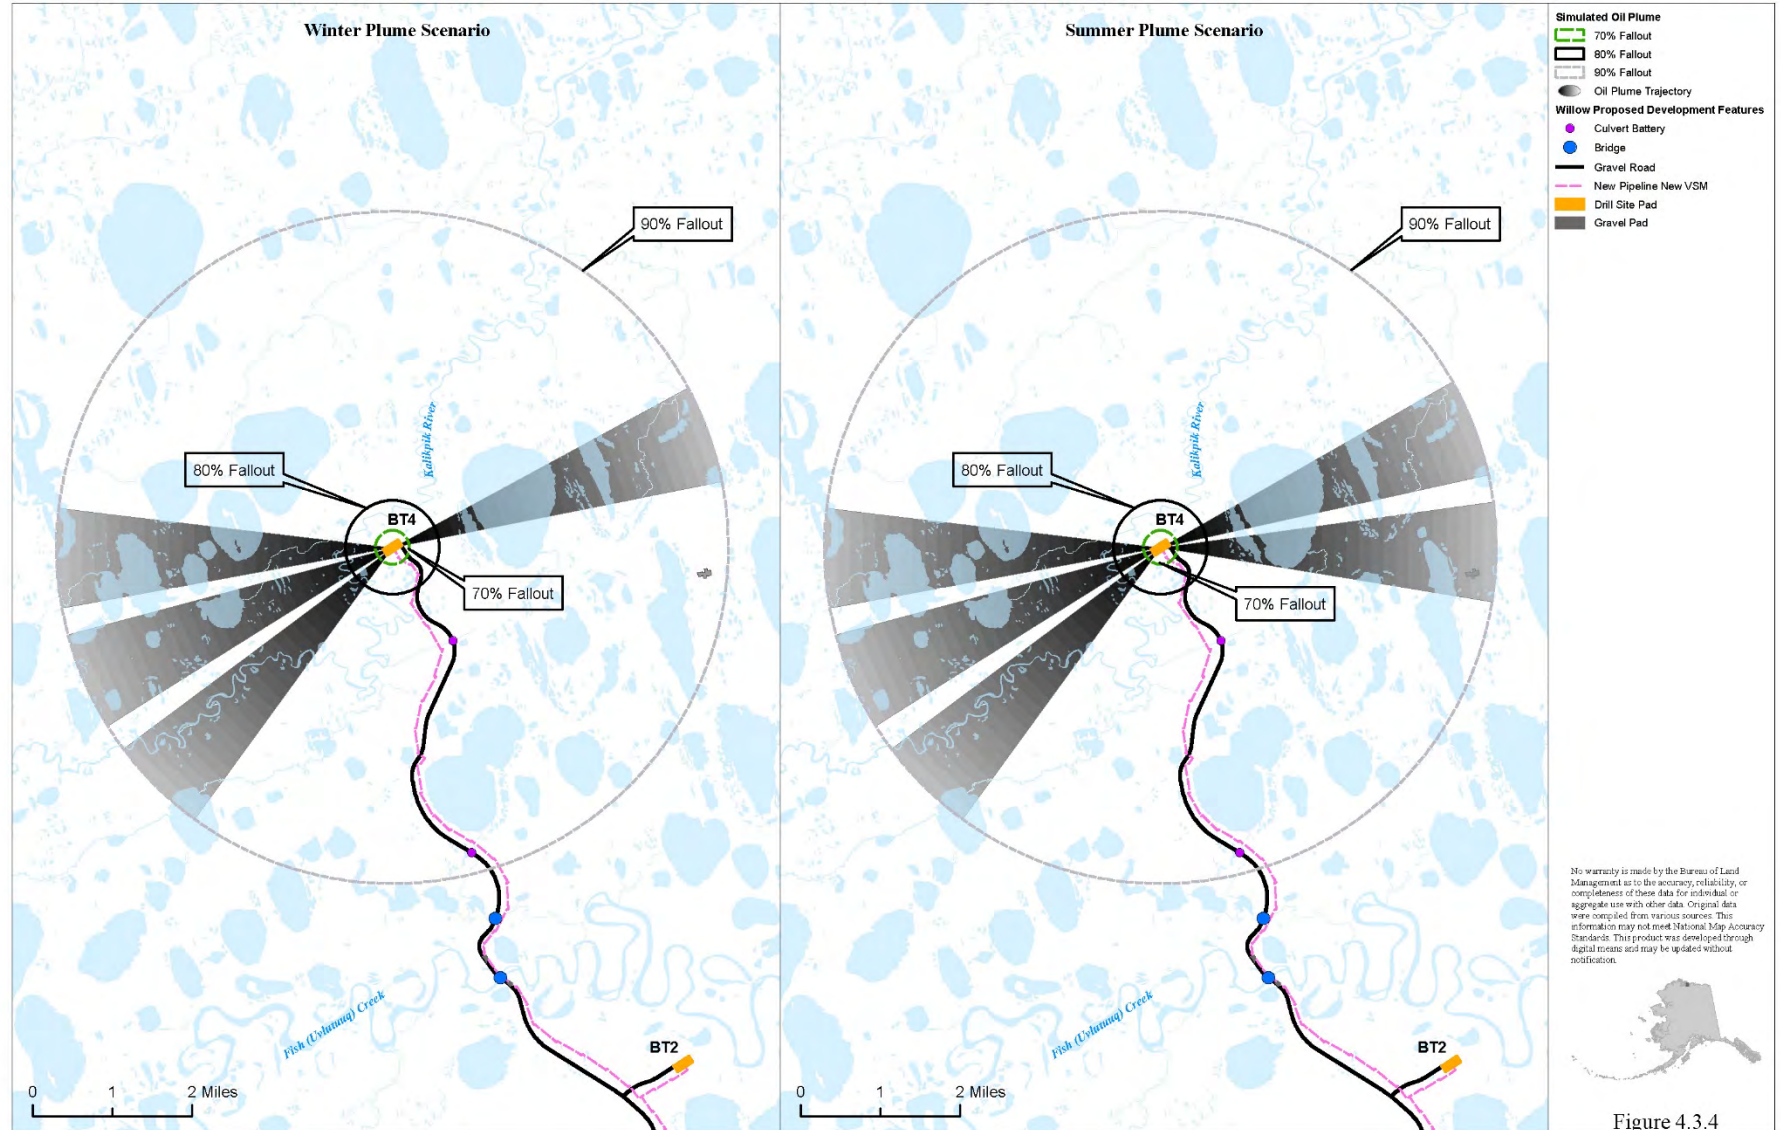 Winter Plume Scenario
90% Fallout
Kalikpik River
80% Fallout
BT4
70% Fallout
Fish (Uvlutuuq) Creek
BT2
0 1 2 Miles
Summer Plume Scenario
90% Fallout
Kalikpik River
80% Fallout
BT4
70% Fallout
Fish (Uvlutuuq) Creek
BT2
0 1 2 Miles
Simulated Oil Plume
70% Fallout
80% Fallout
90% Fallout
Oil Plume Trajectory
Willow Proposed Development Features
Culvert Battery
Bridge
Gravel Road
New Pipeline New VSM
Drill Site Pad
Gravel Pad
No warranty is made by the Bureau of Land
Management as to the accuracy, reliability, or
completeness of these data for individual or
aggregate use with other data. Original data
were compiled from various sources. This
information may not meet National Map Accuracy
Standards. This product was developed through
digital means and may be updated without
notification.
Figure 4.3.4